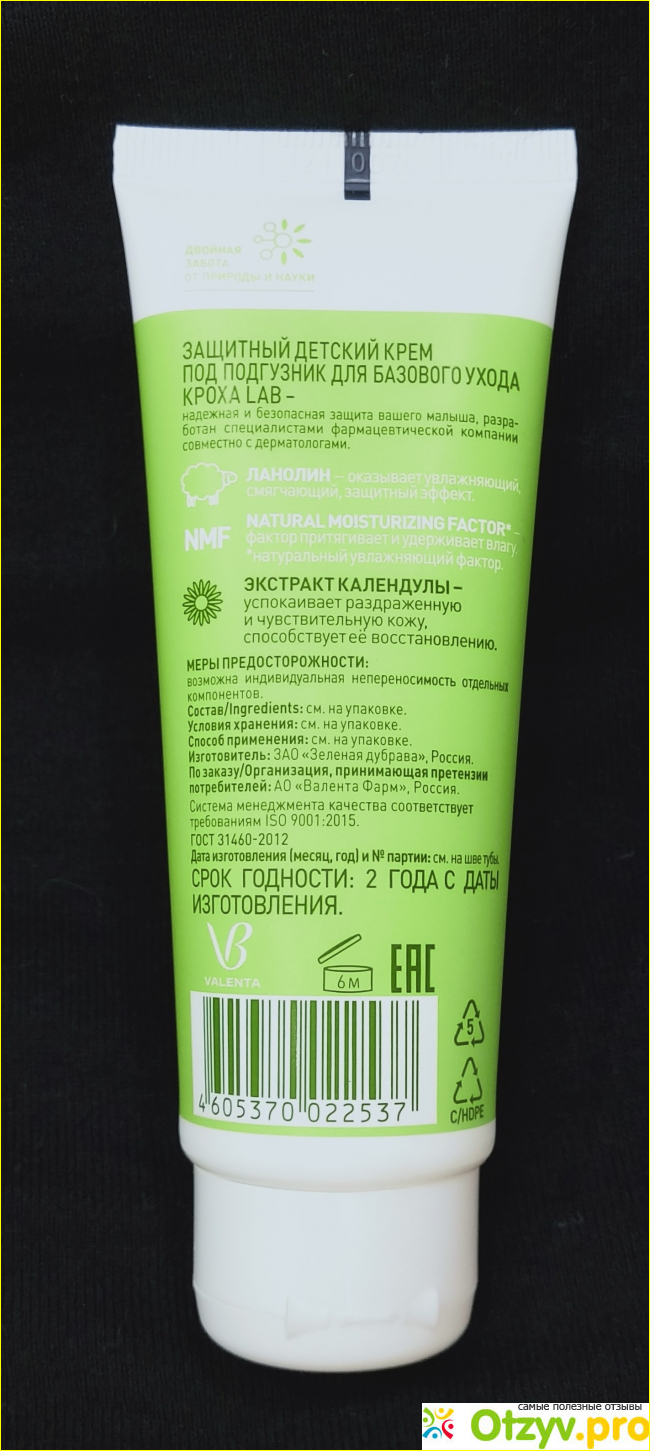 0
ДВОЙНАЯ
ЗАБОТА
ОТ ПРИРОДЫ И НАУКИ
ЗАЩИТНЫЙ ДЕТСКИЙ КРЕМ
ПОД ПОДГУЗНИК ДЛЯ БАЗОВОГО УХОДА
КРОХА LAB –
надежная и безопасная защита вашего малыша, разра-
ботан специалистами фармацевтической компании
совместно с дерматологами.
ЛАНОЛИН – оказывает увлажняющий,
смягчающий, защитный эффект.
NMF
NATURAL MOISTURIZING FACTOR* –
фактор притягивает и удерживает влагу.
*натуральный увлажняющий фактор.
ЭКСТРАКТ КАЛЕНДУЛЫ –
успокаивает раздраженную
и чувствительную кожу,
способствует её восстановлению.
МЕРЫ ПРЕДОСТОРОЖНОСТИ:
возможна индивидуальная непереносимость отдельных
компонентов.
Состав/Ingredients: см. на упаковке.
Условия хранения: см. на упаковке.
Способ применения: см. на упаковке.
Изготовитель: ЗАО «Зеленая дубрава», Россия.
По заказу/Организация, принимающая претензии
потребителей: АО «Валента Фарм», Россия.
Система менеджмента качества соответствует
требованиям ISO 9001:2015.
ГОСТ 31460-2012
Дата изготовления (месяц, год) и № партии: см. на шве тубы.
СРОК ГОДНОСТИ: 2 ГОДА С ДАТЫ
ИЗГОТОВЛЕНИЯ.
VALENTA
6М
EAC
5
C/HDPE
4 605370 022537
самые полезные отзывы
Otzyv.pro